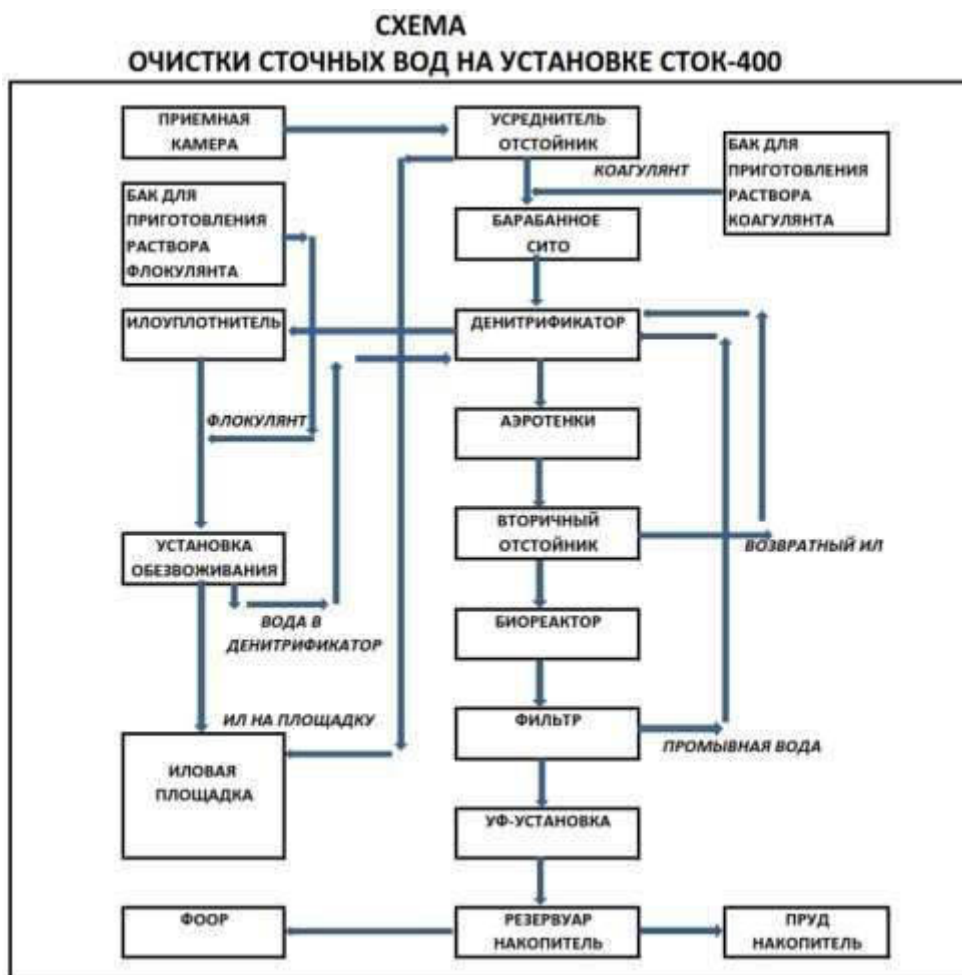 СХЕМА
ОЧИСТКИ СТОЧНЫХ ВОД НА УСТАНОВКЕ СТОК-400
ПРИЕМНАЯ
КАМЕРА
УСРЕДНИТЕЛЬ
ОТСТОЙНИК
БАК ДЛЯ
ПРИГОТОВЛЕНИЯ
РАСТВОРА
КОАГУЛЯНТА
КОАГУЛЯНТ
БАК ДЛЯ
ПРИГОТОВЛЕНИЯ
РАСТВОРА
ФЛОКУЛЯНТА
БАРАБАННОЕ
СИТО
ИЛОУПЛОТНИТЕЛЬ
ДЕНИТРИФИКАТОР
ФЛОКУЛЯНТ
АЭРОТЕНКИ
УСТАНОВКА
ОБЕЗВОЖИВАНИЯ
ВТОРИЧНЫЙ
ОТСТОЙНИК
ВОЗВРАТНЫЙ ИЛ
ВОДА В
ДЕНИТРИФИКАТОР
БИОРЕАКТОР
ИЛ НА ПЛОЩАДКУ
ФИЛЬТР
ПРОМЫВНАЯ ВОДА
ИЛОВАЯ
ПЛОЩАДКА
УФ-УСТАНОВКА
ФООР
РЕЗЕРВУАР
НАКОПИТЕЛЬ
ПРУД
НАКОПИТЕЛЬ